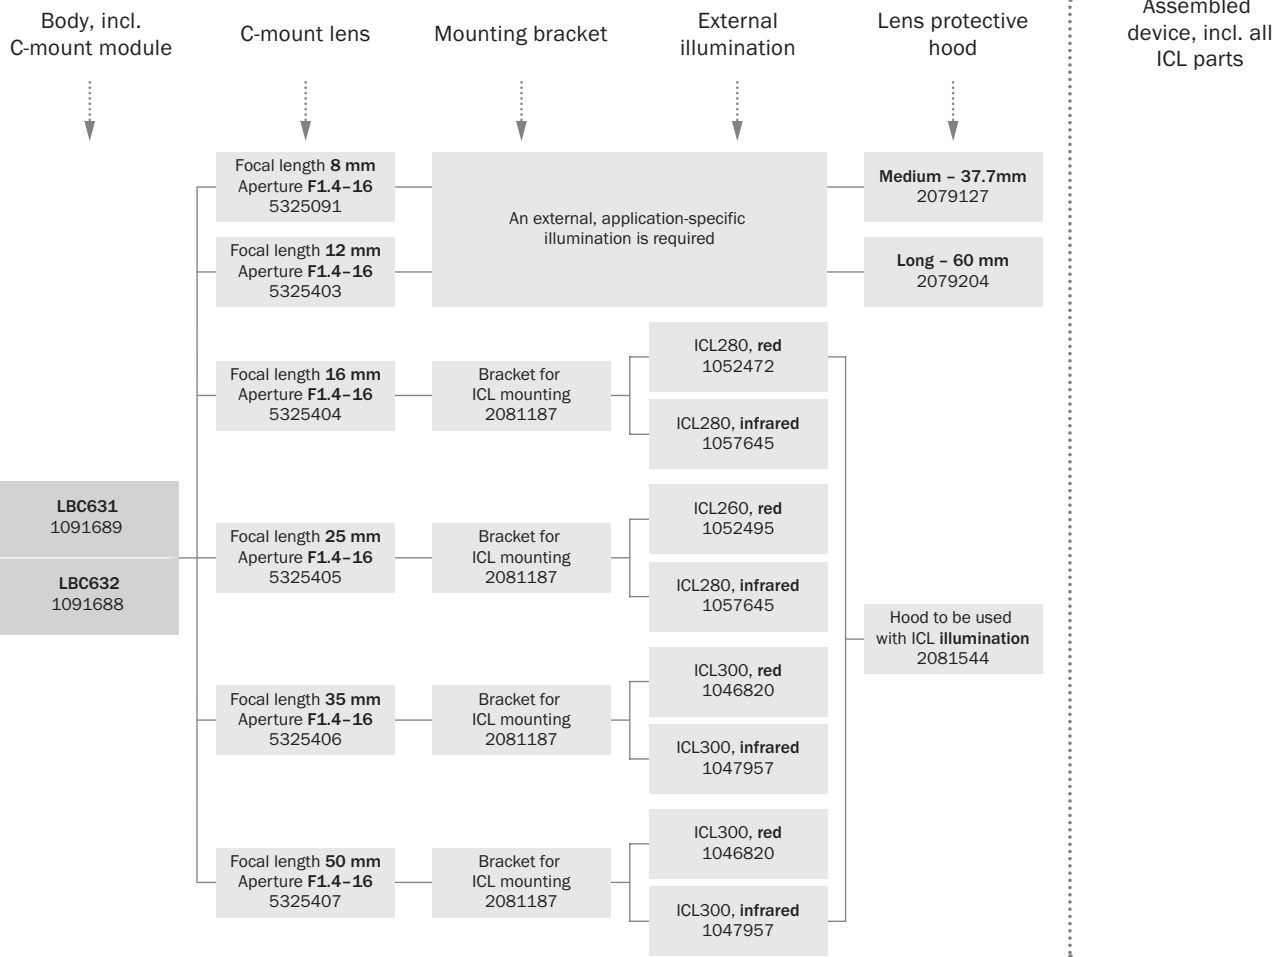 Body, incl.
C-mount module
C-mount lens
Mounting bracket
External
illumination
Lens protective
hood
Assembled
device, incl. all
ICL parts
Focal length 8 mm
Aperture F1.4–16
5325091
An external, application-specific
illumination is required
Medium – 37.7mm
2079127
Focal length 12 mm
Aperture F1.4–16
5325403
Long – 60 mm
2079204
Focal length 16 mm
Aperture F1.4–16
5325404
Bracket for
ICL mounting
2081187
ICL280, red
1052472
ICL280, infrared
1057645
LBC631
1091689
LBC632
1091688
Focal length 25 mm
Aperture F1.4–16
5325405
Bracket for
ICL mounting
2081187
ICL260, red
1052495
ICL280, infrared
1057645
Hood to be used
with ICL illumination
2081544
Focal length 35 mm
Aperture F1.4–16
5325406
Bracket for
ICL mounting
2081187
ICL300, red
1046820
ICL300, infrared
1047957
Focal length 50 mm
Aperture F1.4–16
5325407
Bracket for
ICL mounting
2081187
ICL300, red
1046820
ICL300, infrared
1047957